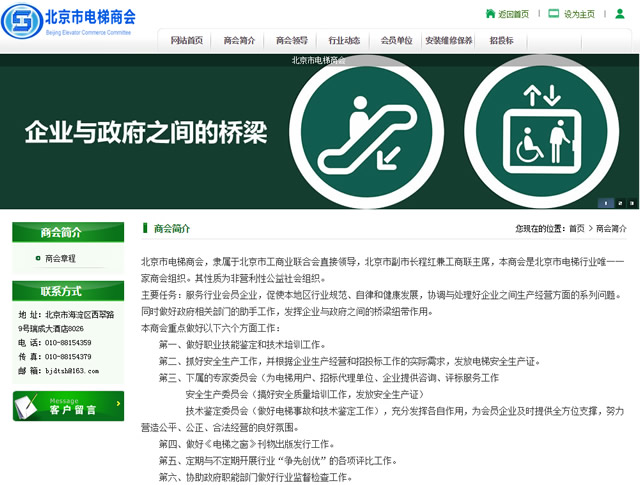 北京市电梯商会
Beijing Elevator Commerce Committee
返回首页 | 设为主页 |
网站首页 商会简介 商会领导 行业动态 会员单位 安装维修保养 招投标
北京市电梯商会
企业与政府之间的桥梁
1 2 3
商会简介
商会章程
联系方式
地 址：北京市海淀区西翠路
9号瑞威大酒店8026
电 话：010-88154359
传 真：010-88154379
邮 箱：bjdtsh@163.com
Message
客户留言
商会简介 您现在的位置：首页 > 商会简介
北京市电梯商会，隶属于北京市工商业联合会直接领导，北京市副市长程红兼工商联主席，本商会是北京市电梯行业唯一一
家商会组织。其性质为非营利性公益社会组织。
主要任务：服务行业会员企业，促使本地区行业规范、自律和健康发展，协调与处理好企业之间生产经营方面的系列问题。
同时做好政府相关部门的助手工作，发挥企业与政府之间的桥梁纽带作用。
本商会重点做好以下六个方面工作：
第一、做好职业技能鉴定和技术培训工作。
第二、抓好安全生产工作，并根据企业生产经营和招投标工作的实际需求，发放电梯安全生产证。
第三、下属的专家委员会（为电梯用户、招标代理单位、企业提供咨询、评标服务工作
安全生产委员会（搞好安全质量培训工作，发放安全生产证）
技术鉴定委员会（做好电梯事故和技术鉴定工作），充分发挥各自作用，为会员企业及时提供全方位支撑，努力
营造公平、公正、合法经营的良好氛围。
第四、做好《电梯之窗》刊物出版发行工作。
第五、定期与不定期开展行业“争先创优”的各项评比工作。
第六、协助政府职能部门做好行业监督检查工作。